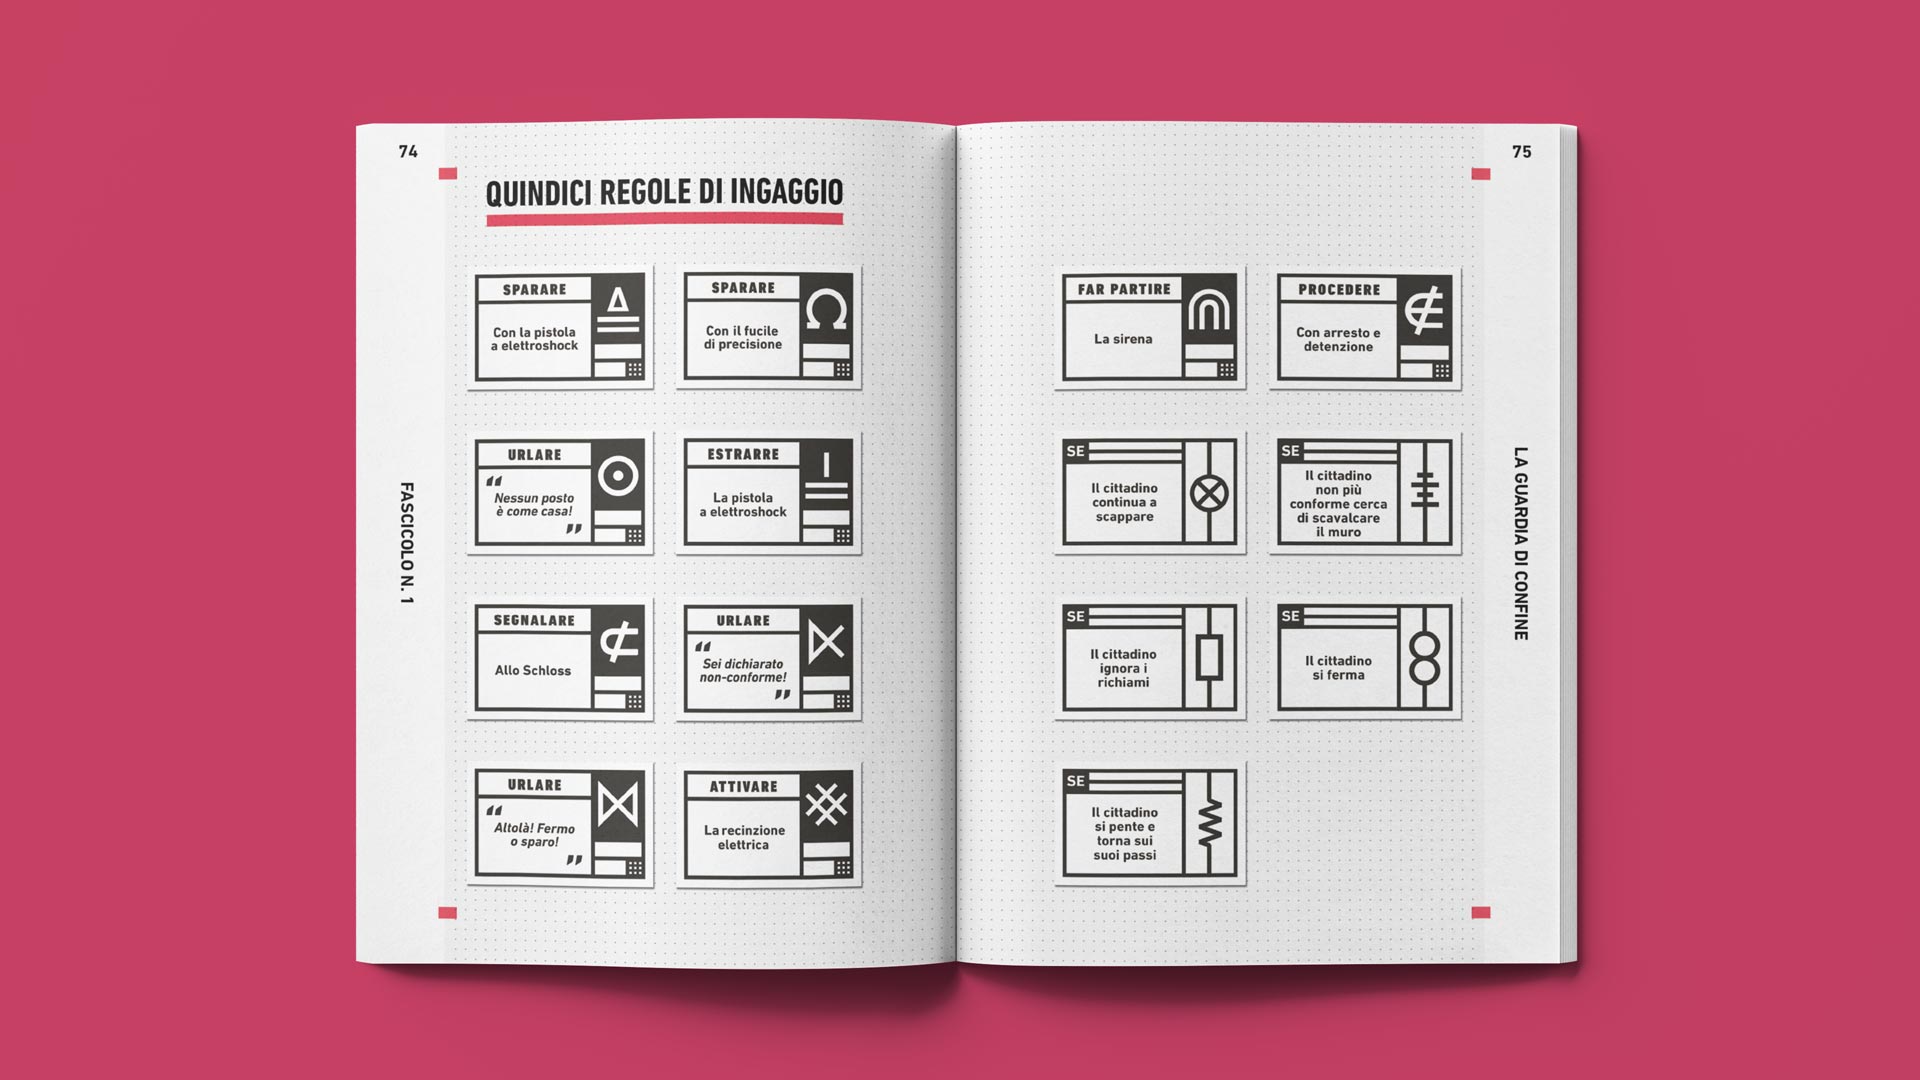 74
QUINDICI REGOLE DI INGAGGIO
SPARARE
Con la pistola
a elettroshock
SPARARE
Con il fucile
di precisione
URLARE
“
Nessun posto
è come casa!
”
ESTRARRE
La pistola
a elettroshock
SEGNALARE
Allo Schloss
URLARE
“
Sei dichiarato
non-conforme!
”
URLARE
“
Altolà! Fermo
o sparo!
”
ATTIVARE
La recinzione
elettrica
FASCICOLO N. 1
75
FAR PARTIRE
La sirena
PROCEDERE
Con arresto e
detenzione
SE
Il cittadino
continua a
scappare
SE
Il cittadino
non più
conforme cerca
di scavalcare
il muro
SE
Il cittadino
ignora i
richiami
SE
Il cittadino
si ferma
SE
Il cittadino
si pente e
torna sui
suoi passi
LA GUARDIA DI CONFINE